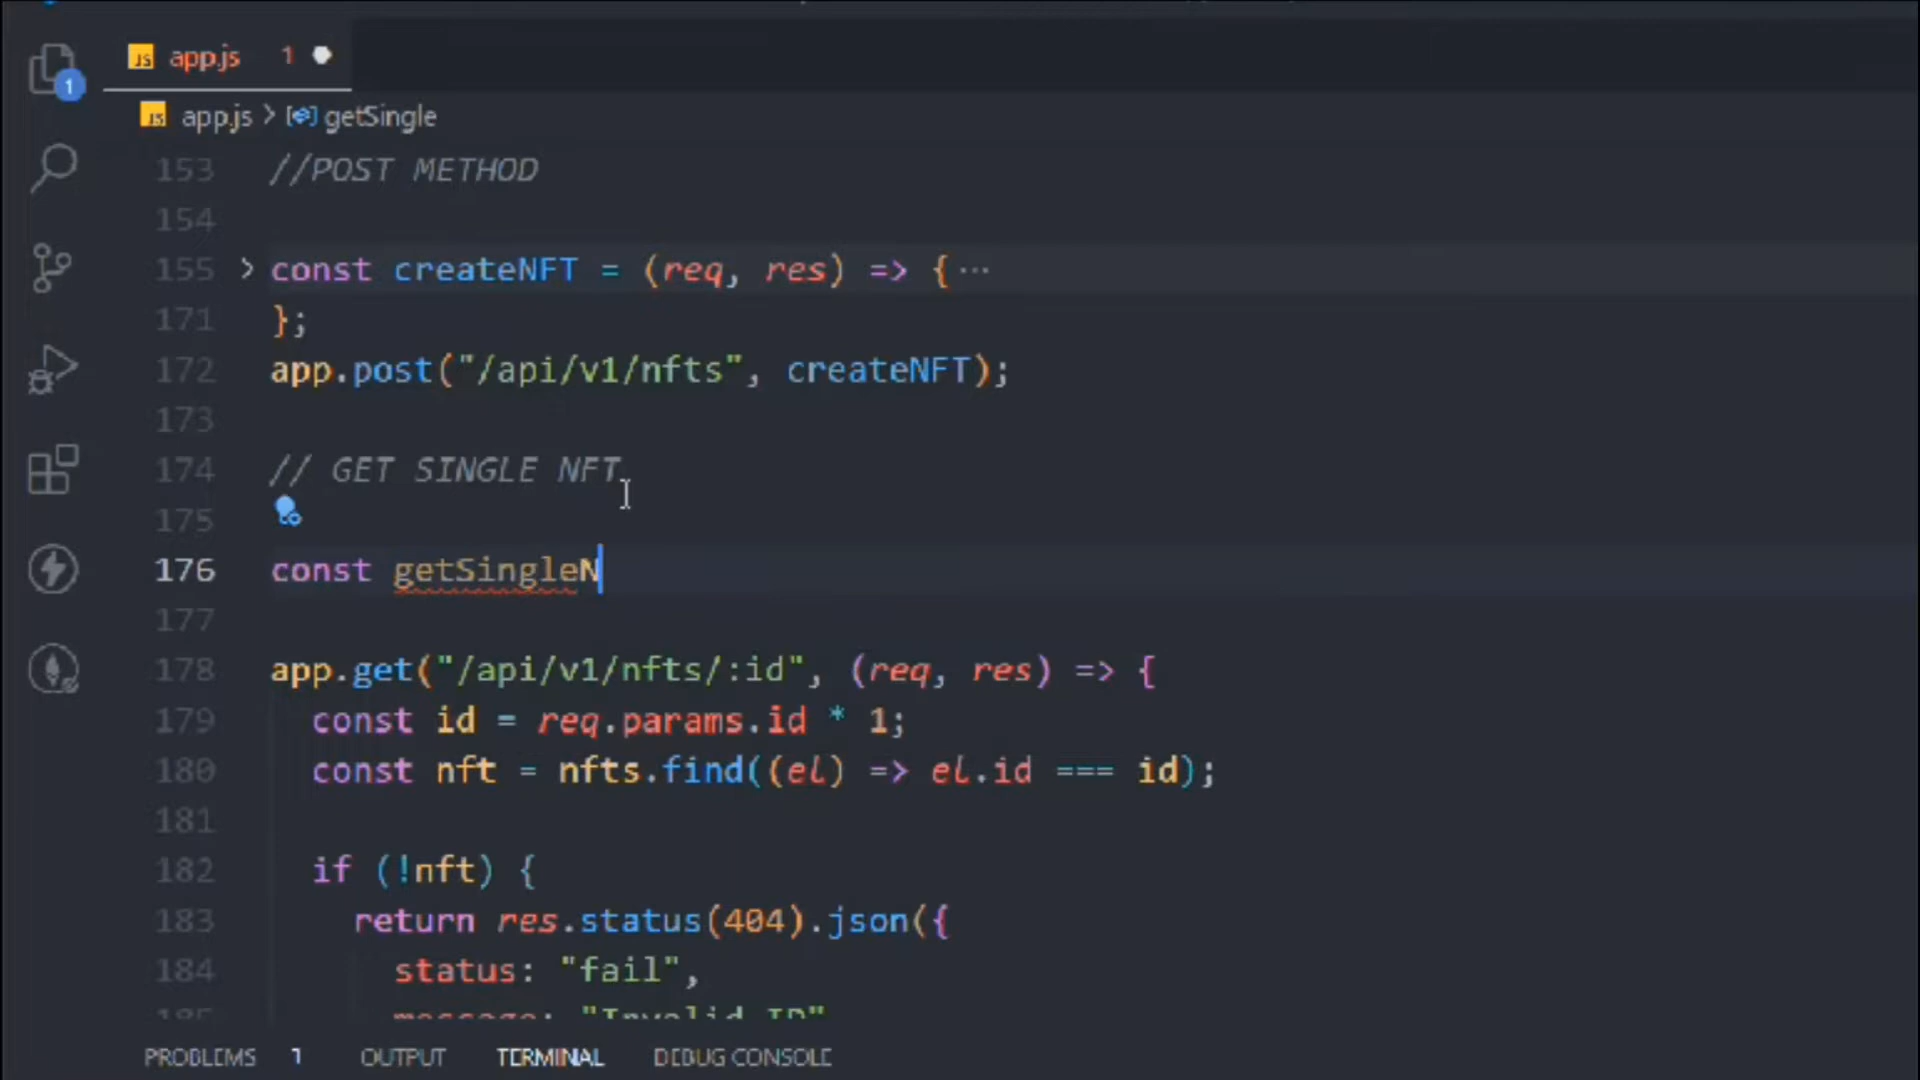 app.js 1
1
app.js > getSingle
153 //POST METHOD
154
155 > const createNFT = (req, res) => { ···
171 };
172 app.post("/api/v1/nfts", createNFT);
173
174 // GET SINGLE NFT
175
176 const getSingleN
177
178 app.get("/api/v1/nfts/:id", (req, res) => {
179 const id = req.params.id * 1;
180 const nft = nfts.find((el) => el.id === id);
181
182 if (!nft) {
183 return res.status(404).json({
184 status: "fail",
185 message: "Invalid ID"
PROBLEMS 1 OUTPUT TERMINAL DEBUG CONSOLE